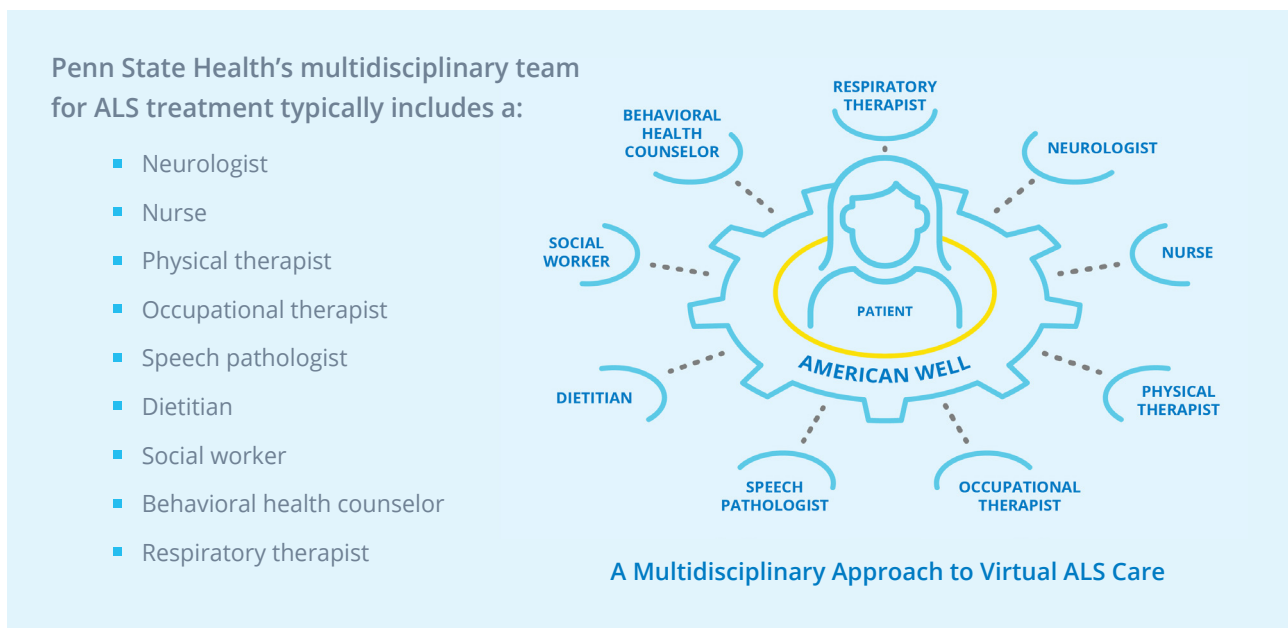 Penn State Health’s multidisciplinary team
for ALS treatment typically includes a:
Neurologist
Nurse
Physical therapist
Occupational therapist
Speech pathologist
Dietitian
Social worker
Behavioral health counselor
Respiratory therapist
RESPIRATORY
THERAPIST
BEHAVIORAL
HEALTH
COUNSELOR
NEUROLOGIST
SOCIAL
WORKER
NURSE
PATIENT
AMERICAN WELL
DIETITIAN
PHYSICAL
THERAPIST
SPEECH
PATHOLOGIST
OCCUPATIONAL
THERAPIST
A Multidisciplinary Approach to Virtual ALS Care